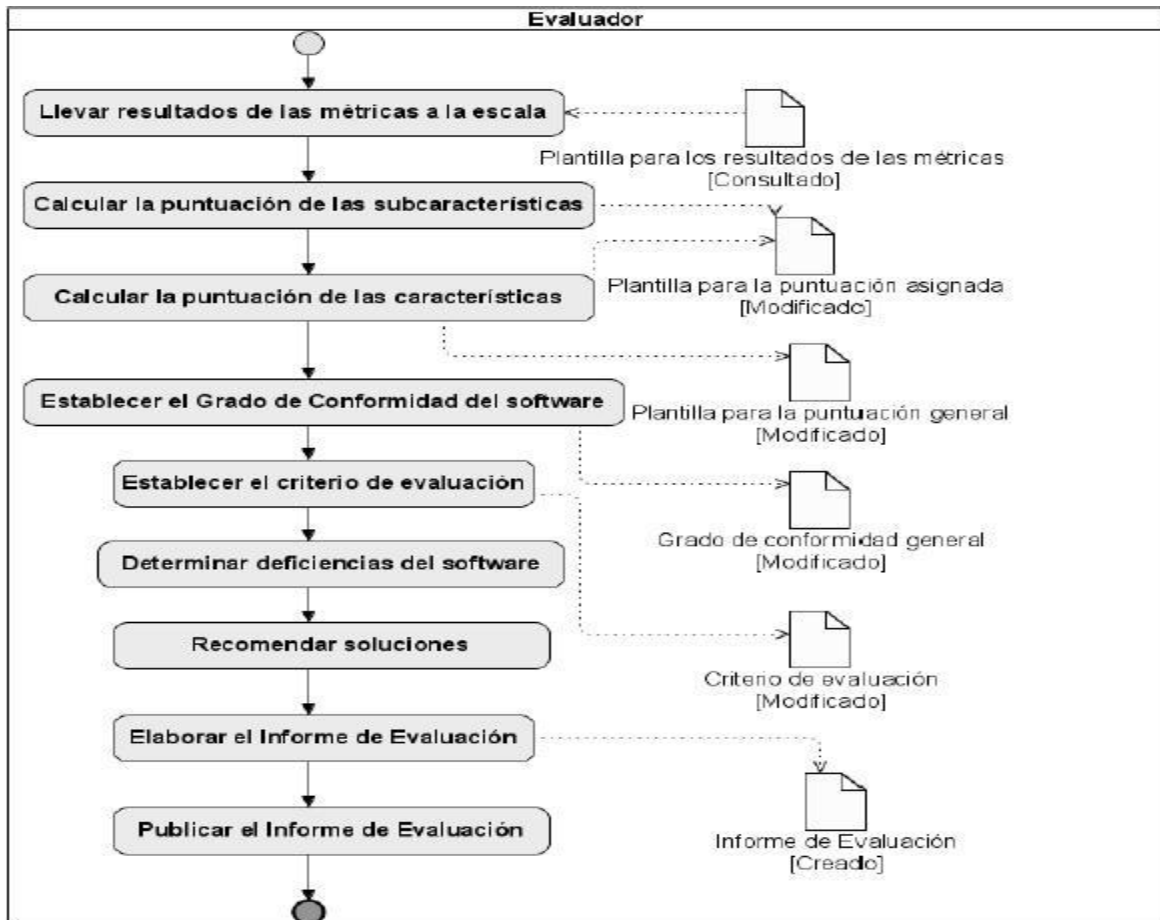 Evaluador
Llevar resultados de las métricas a la escala
Plantilla para los resultados de las métricas
[Consultado]
Calcular la puntuación de las subcaracterísticas
Plantilla para la puntuación asignada
[Modificado]
Calcular la puntuación de las características
Plantilla para la puntuación general
[Modificado]
Establecer el Grado de Conformidad del software
Grado de conformidad general
[Modificado]
Establecer el criterio de evaluación
Determinar deficiencias del software
Recomendar soluciones
Criterio de evaluación
[Modificado]
Elaborar el Informe de Evaluación
Informe de Evaluación
[Creado]
Publicar el Informe de Evaluación